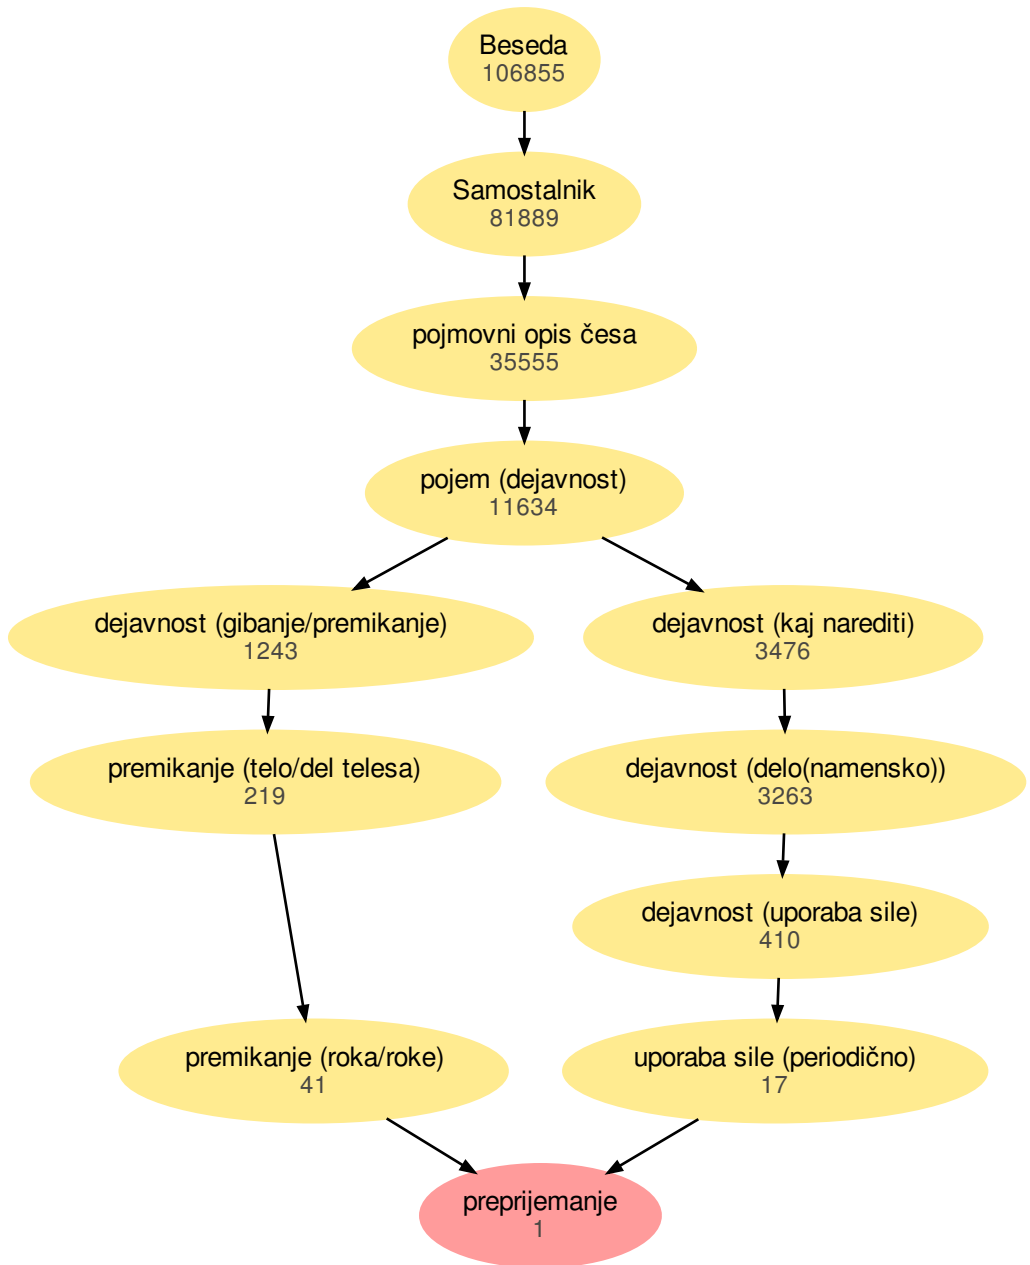 Beseda
106855
Samostalnik
81889
pojmovni opis česa
35555
pojem (dejavnost)
11634
dejavnost (gibanje/premikanje)
1243
dejavnost (kaj narediti)
3476
premikanje (telo/del telesa)
219
dejavnost (delo(namensko))
3263
dejavnost (uporaba sile)
410
premikanje (roka/roke)
41
uporaba sile (periodično)
17
preprijemanje
1